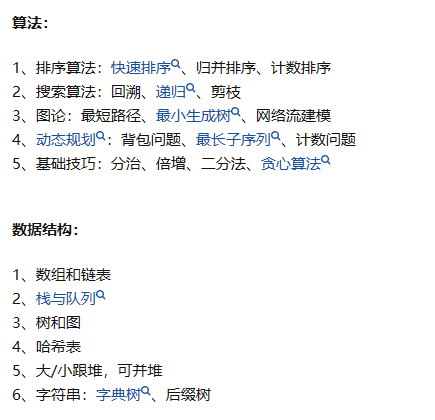 算法：
1、排序算法：快速排序、归并排序、计数排序
2、搜索算法：回溯、递归、剪枝
3、图论：最短路径、最小生成树、网络流建模
4、动态规划：背包问题、最长子序列、计数问题
5、基础技巧：分治、倍增、二分法、贪心算法
数据结构：
1、数组和链表
2、栈与队列
3、树和图
4、哈希表
5、大/小跟堆，可并堆
6、字符串：字典树、后缀树